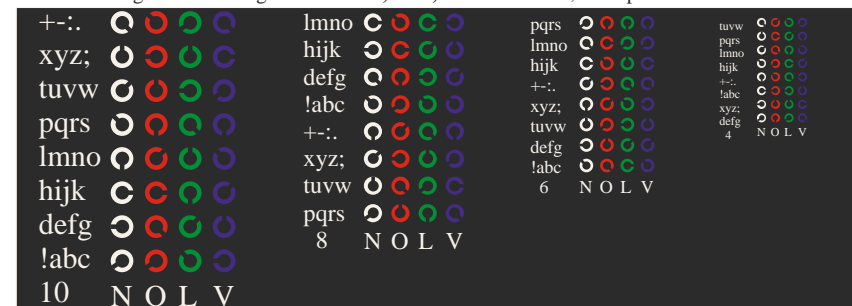 +-:.
xyz;
tuvw
pqrs
lmno
hijk
defg
!abc
10 N O L V
lmno
hijk
defg
!abc
+-:.
xyz;
tuvw
pqrs
8 N O L V
pqrs
lmno
hijk
+-:.
xyz;
tuvw
defg
!abc
6 N O L V
tuvw
pqrs
lmno
hijk
+-:.
!abc
xyz;
defg
4 N O L V